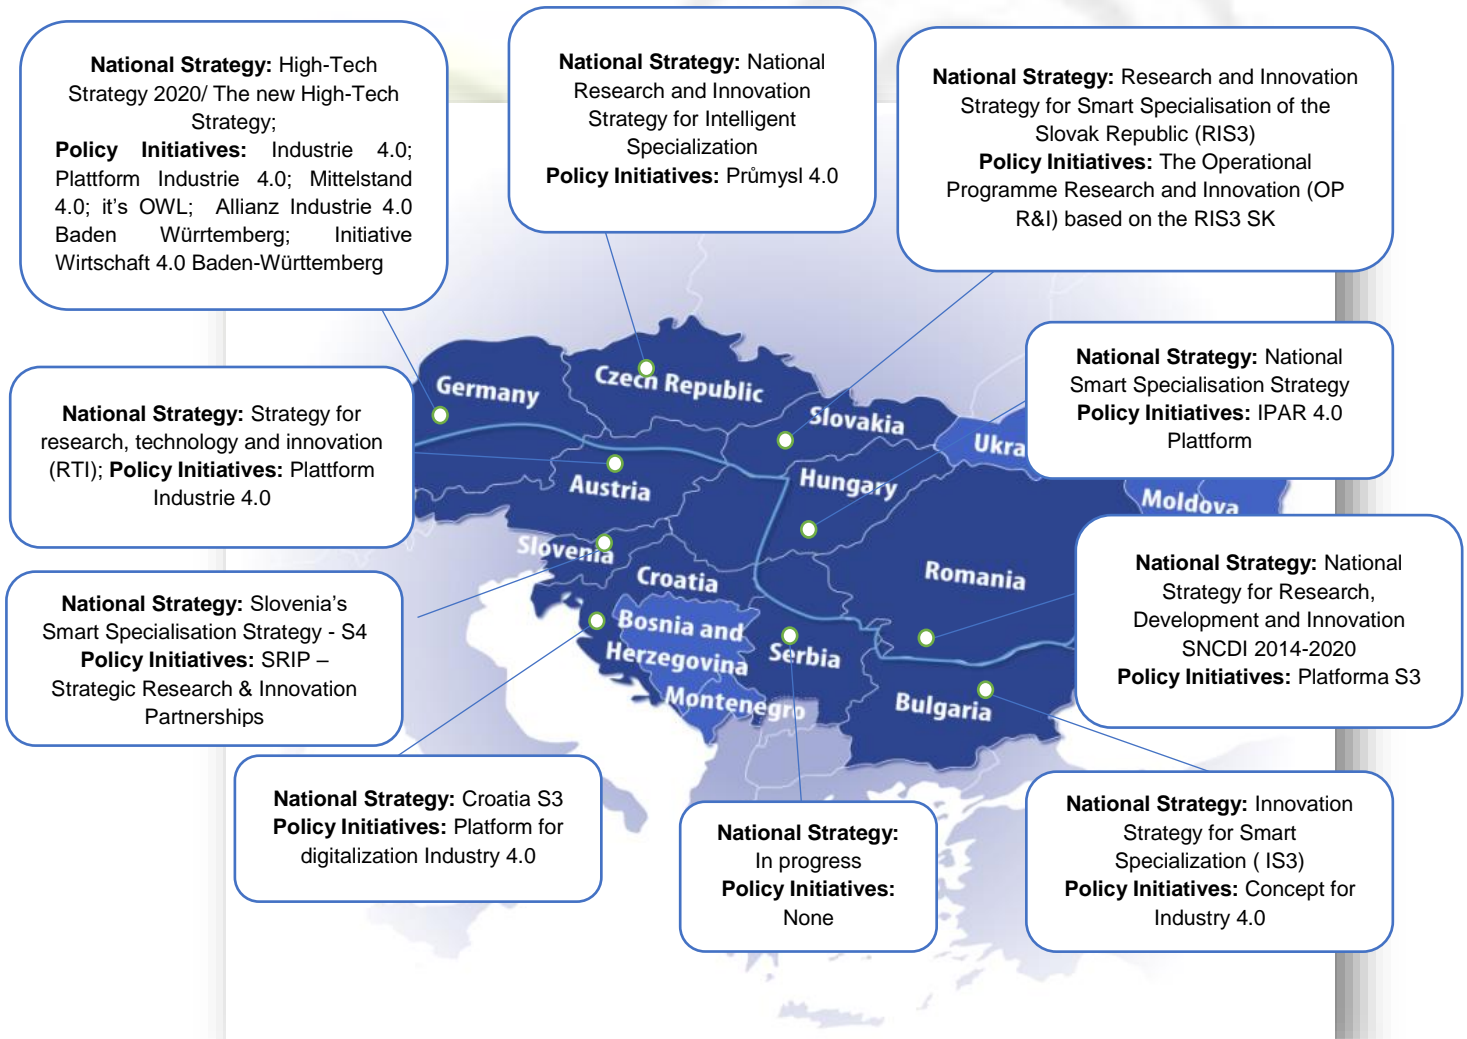 National Strategy: High-Tech
Strategy 2020/ The new High-Tech
Strategy;
Policy Initiatives: Industrie 4.0;
Plattform Industrie 4.0; Mittelstand
4.0; it's OWL; Allianz Industrie 4.0
Baden Würrtemberg; Initiative
Wirtschaft 4.0 Baden-Württemberg
National Strategy: National
Research and Innovation
Strategy for Intelligent
Specialization
Policy Initiatives: Průmysl 4.0
National Strategy: Research and Innovation
Strategy for Smart Specialisation of the
Slovak Republic (RIS3)
Policy Initiatives: The Operational
Programme Research and Innovation (OP
R&I) based on the RIS3 SK
National Strategy: National
Smart Specialisation Strategy
Policy Initiatives: IPAR 4.0
Plattform
National Strategy: Strategy for
research, technology and innovation
(RTI); Policy Initiatives: Plattform
Industrie 4.0
Germany
Czech Republic
Slovakia
Ukra
Austria
Hungary
Moldova
Slovenia
Croatia
Romania
Bosnia and
Herzegovina
Serbia
Montenegro
Bulgaria
National Strategy: National
Strategy for Research,
Development and Innovation
SNCDI 2014-2020
Policy Initiatives: Platforma S3
National Strategy: Slovenia's
Smart Specialisation Strategy - S4
Policy Initiatives: SRIP –
Strategic Research & Innovation
Partnerships
National Strategy: Croatia S3
Policy Initiatives: Platform for
digitalization Industry 4.0
National Strategy:
In progress
Policy Initiatives:
None
National Strategy: Innovation
Strategy for Smart
Specialization ( IS3)
Policy Initiatives: Concept for
Industry 4.0